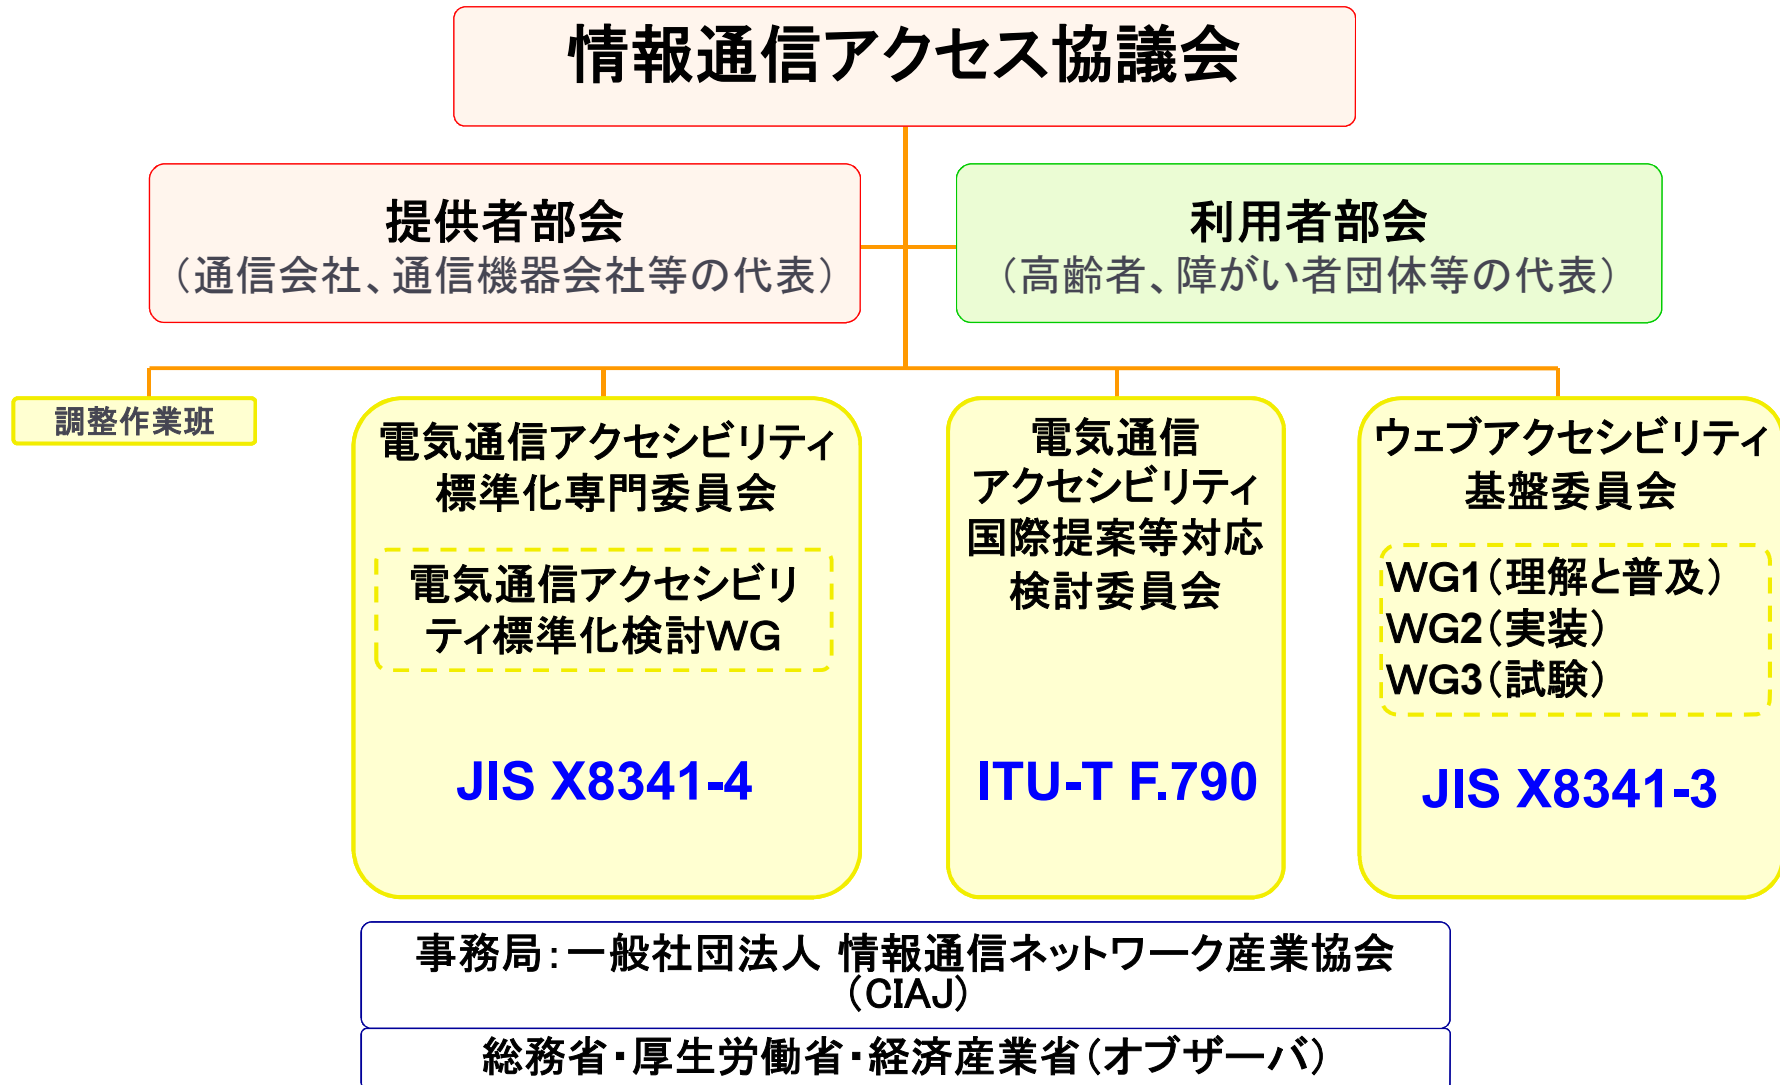 情報通信アクセス協議会
提供者部会
（通信会社、通信機器会社等の代表）
利用者部会
（高齢者、障がい者団体等の代表）
調整作業班
電気通信アクセシビリティ
標準化専門委員会
電気通信アクセシビリ
ティ標準化検討WG
JIS X8341-4
電気通信
アクセシビリティ
国際提案等対応
検討委員会
ITU-T F.790
ウェブアクセシビリティ
基盤委員会
WG1（理解と普及）
WG2（実装）
WG3（試験）
JIS X8341-3
事務局：一般社団法人 情報通信ネットワーク産業協会
（CIAJ）
総務省・厚生労働省・経済産業省（オブザーバ）